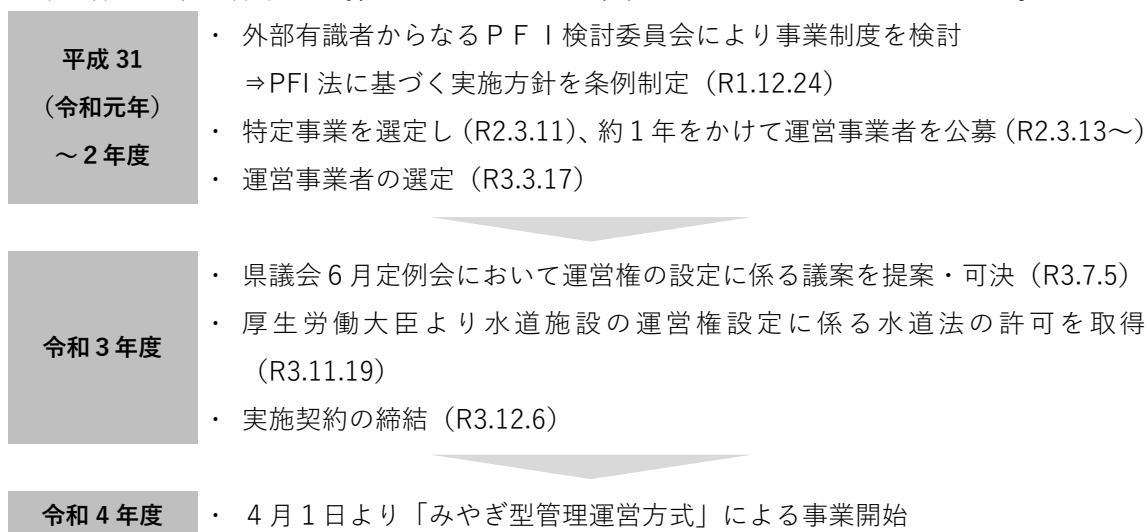 平成 31
（令和元年）
～２年度
・ 外部有識者からなるＰＦＩ検討委員会により事業制度を検討
⇒PFI 法に基づく実施方針を条例制定（R1.12.24）
・ 特定事業を選定し（R2.3.11）、約１年をかけて運営事業者を公募（R2.3.13～）
・ 運営事業者の選定（R3.3.17）
令和３年度
・ 県議会６月定例会において運営権の設定に係る議案を提案・可決（R3.7.5）
・ 厚生労働大臣より水道施設の運営権設定に係る水道法の許可を取得
（R3.11.19）
・ 実施契約の締結（R3.12.6）
令和４年度
・ ４月１日より「みやぎ型管理運営方式」による事業開始